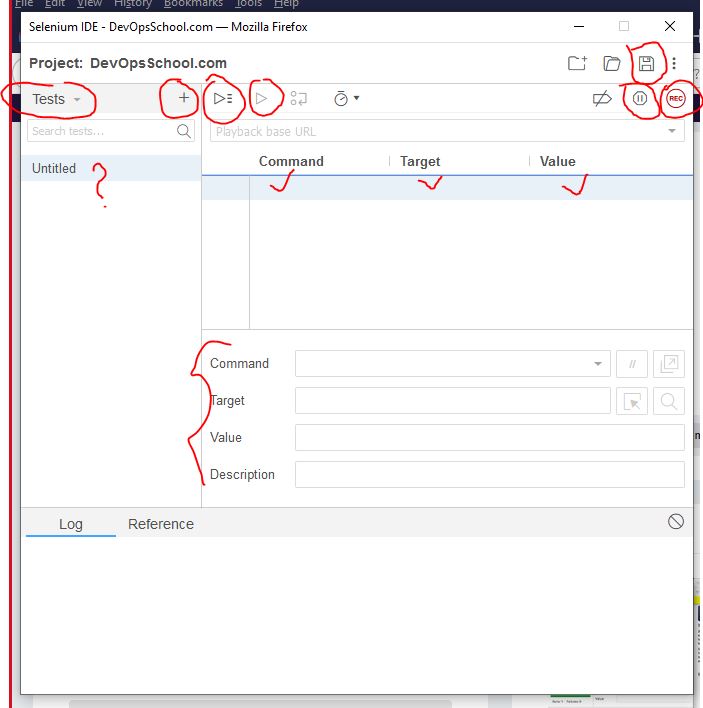 File Edit View History Bookmarks Tools Help
Selenium IDE - DevOpsSchool.com — Mozilla Firefox
Project: DevOpsSchool.com
Tests
REC
Search tests...
Playback base URL
Untitled ?
Command Target Value
Command
//
Target
Value
Description
Log Reference